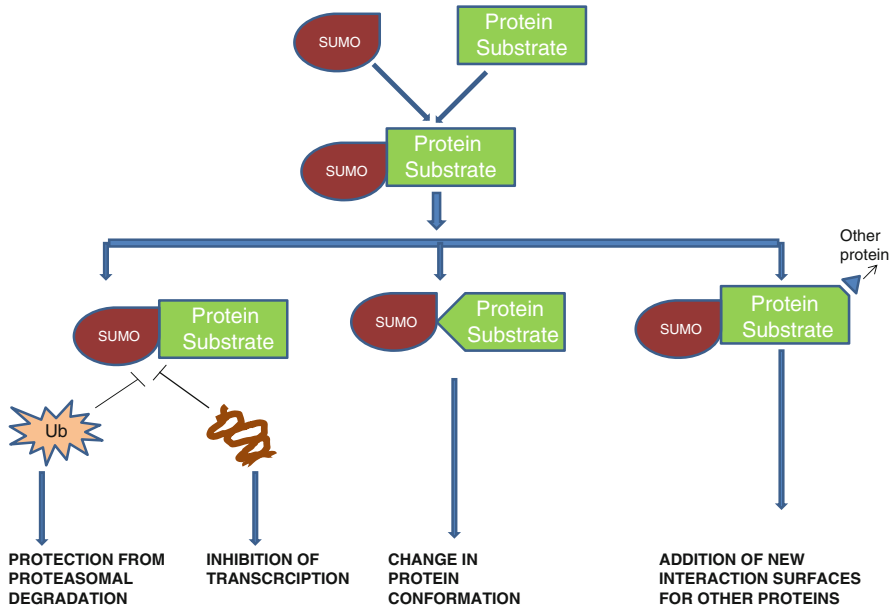 SUMO
Protein
Substrate
Protein
Substrate
SUMO
Other
protein
Protein
Substrate
SUMO
Protein
Substrate
SUMO
Protein
Substrate
SUMO
Ub
PROTECTION FROM
PROTEASOMAL
DEGRADATION
INHIBITION OF
TRANSCRCIPTION
CHANGE IN
PROTEIN
CONFORMATION
ADDITION OF NEW
INTERACTION SURFACES
FOR OTHER PROTEINS